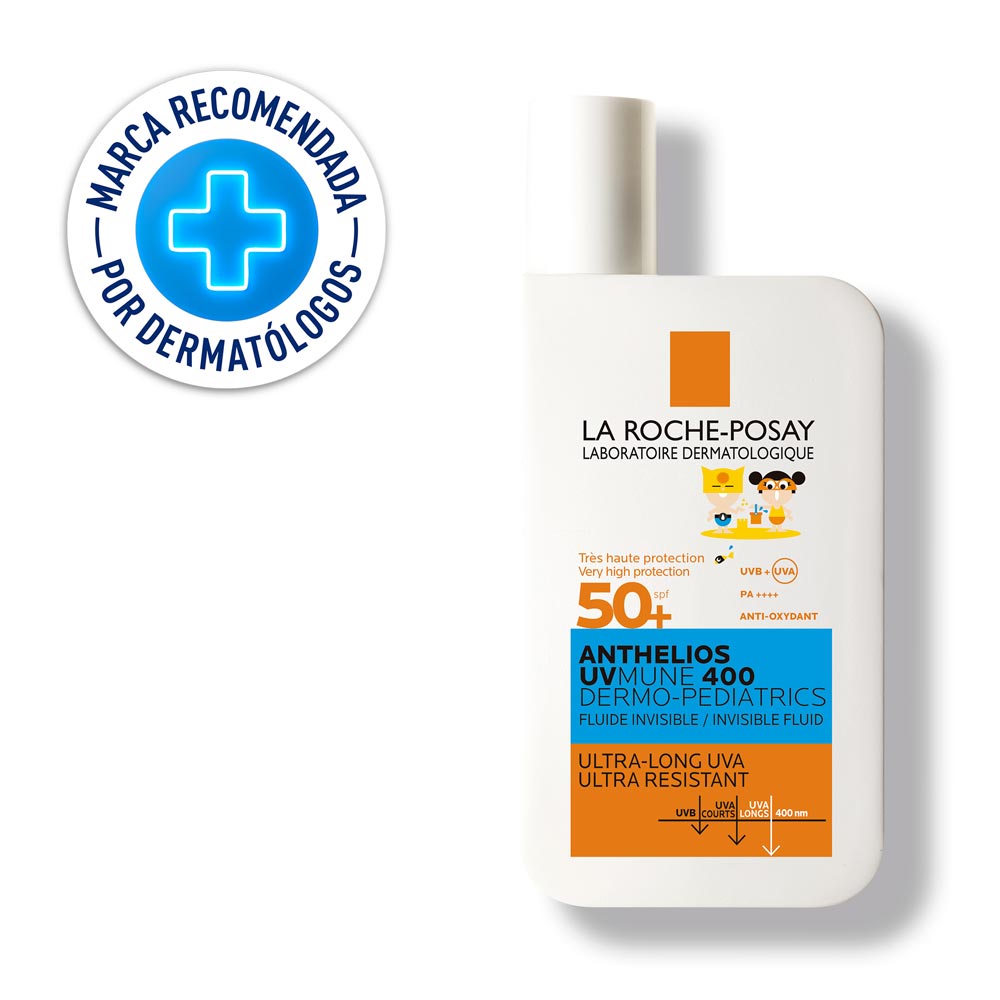 MARCA RECOMENDADA
POR DERMATÓLOGOS
LA ROCHE-POSAY
LABORATOIRE DERMATOLOGIQUE
Très haute protection
Very high protection
50+ spf
UVB + UVA
PA ++++
ANTI-OXYDANT
ANTHELIOS
UVMUNE 400
DERMO-PEDIATRICS
FLUIDE INVISIBLE / INVISIBLE FLUID
ULTRA-LONG UVA
ULTRA RESISTANT
UVB UVA COURTS UVA LONGS 400 nm